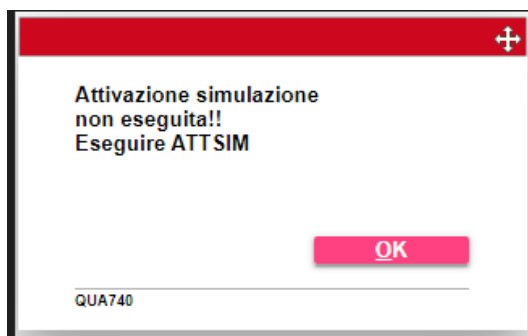 Attivazione simulazione
non eseguita!!
Eseguire ATTSIM
OK
QUA740